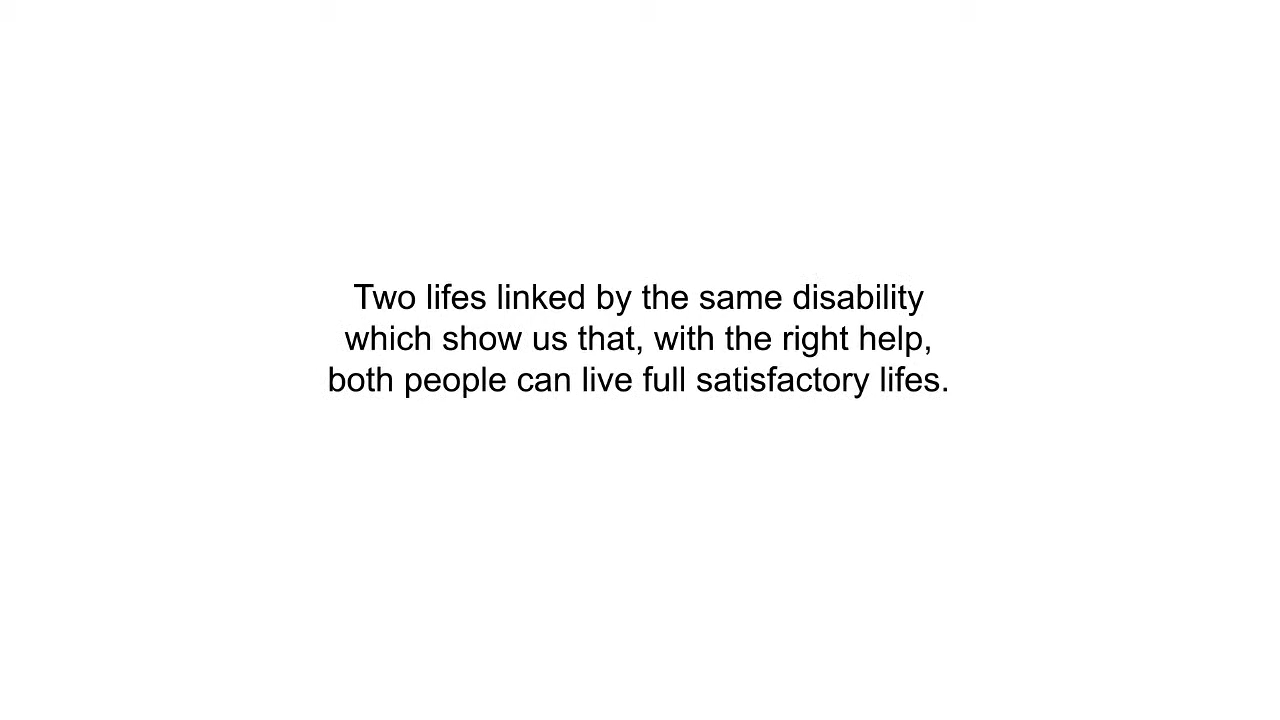 Two lifes linked by the same disability
which show us that, with the right help,
both people can live full satisfactory lifes.